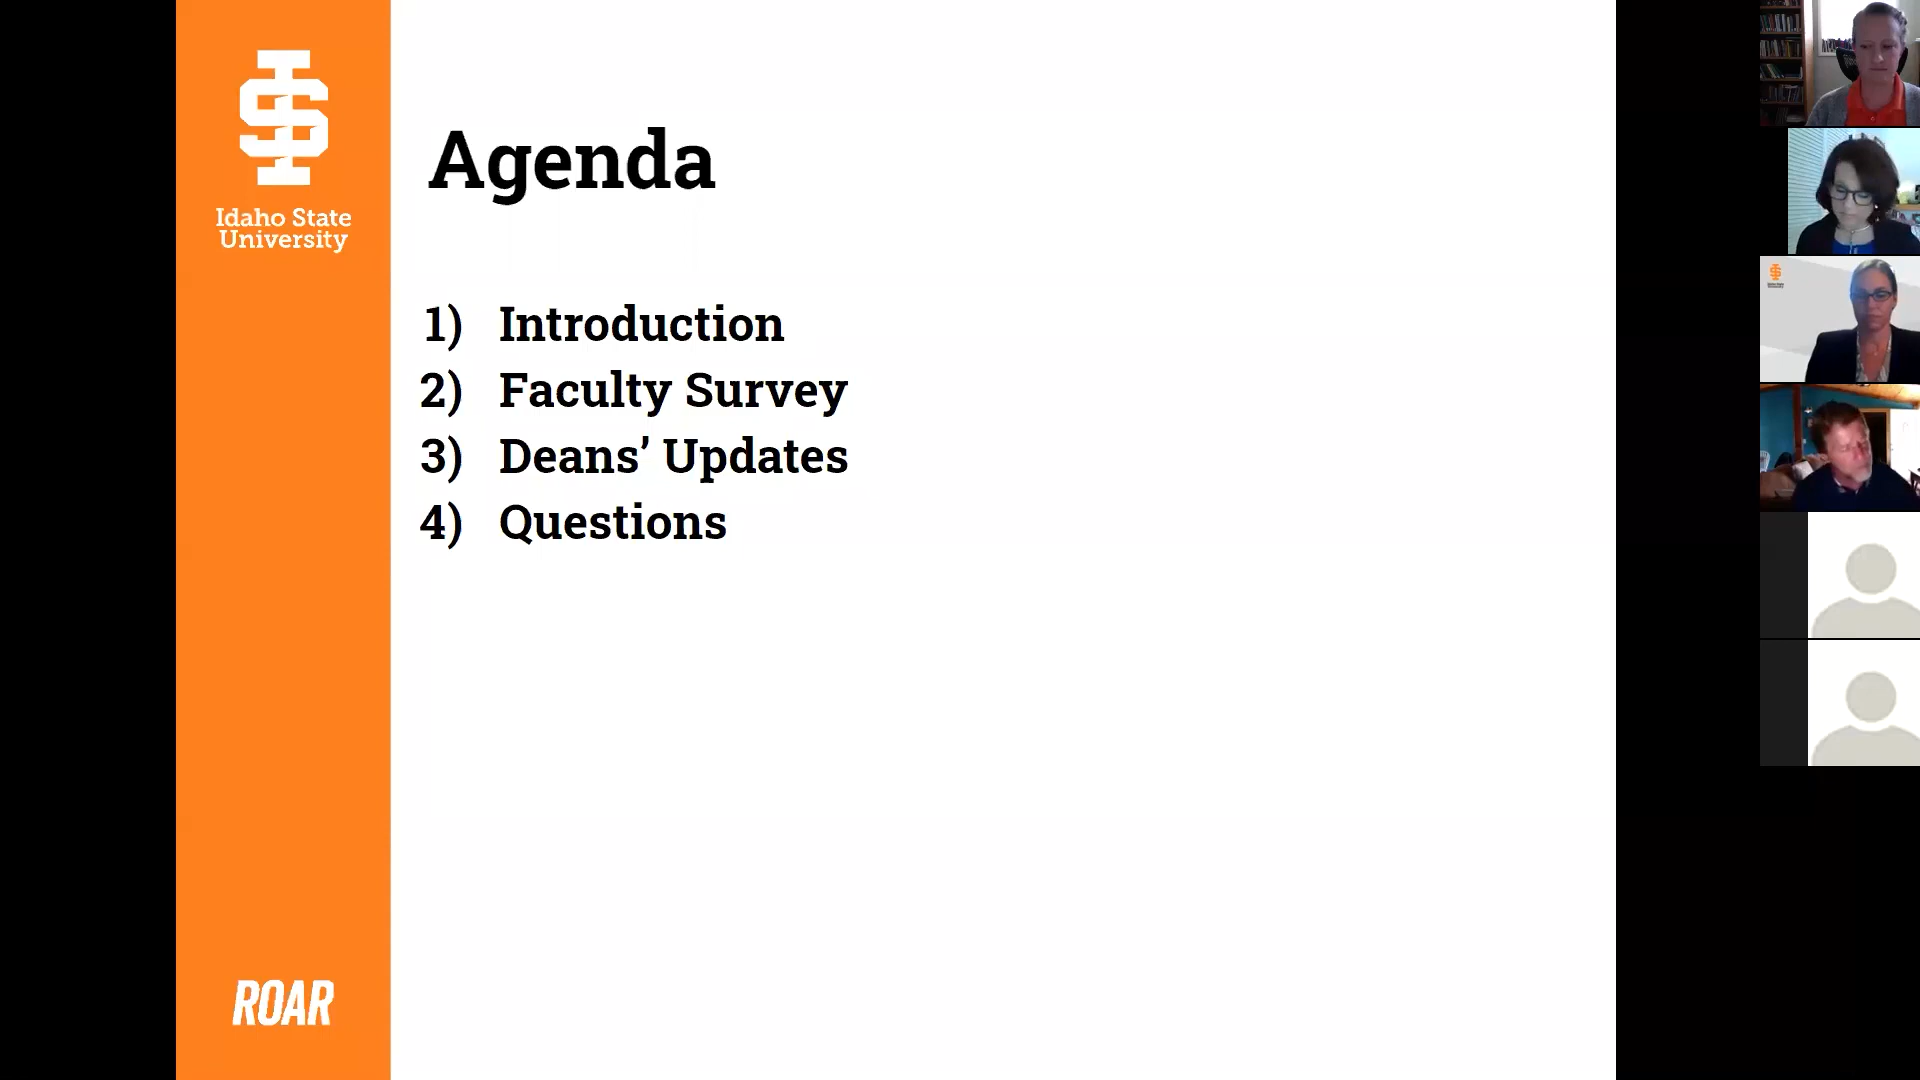 Idaho State
University
Agenda
1) Introduction
2) Faculty Survey
3) Deans’ Updates
4) Questions
ROAR